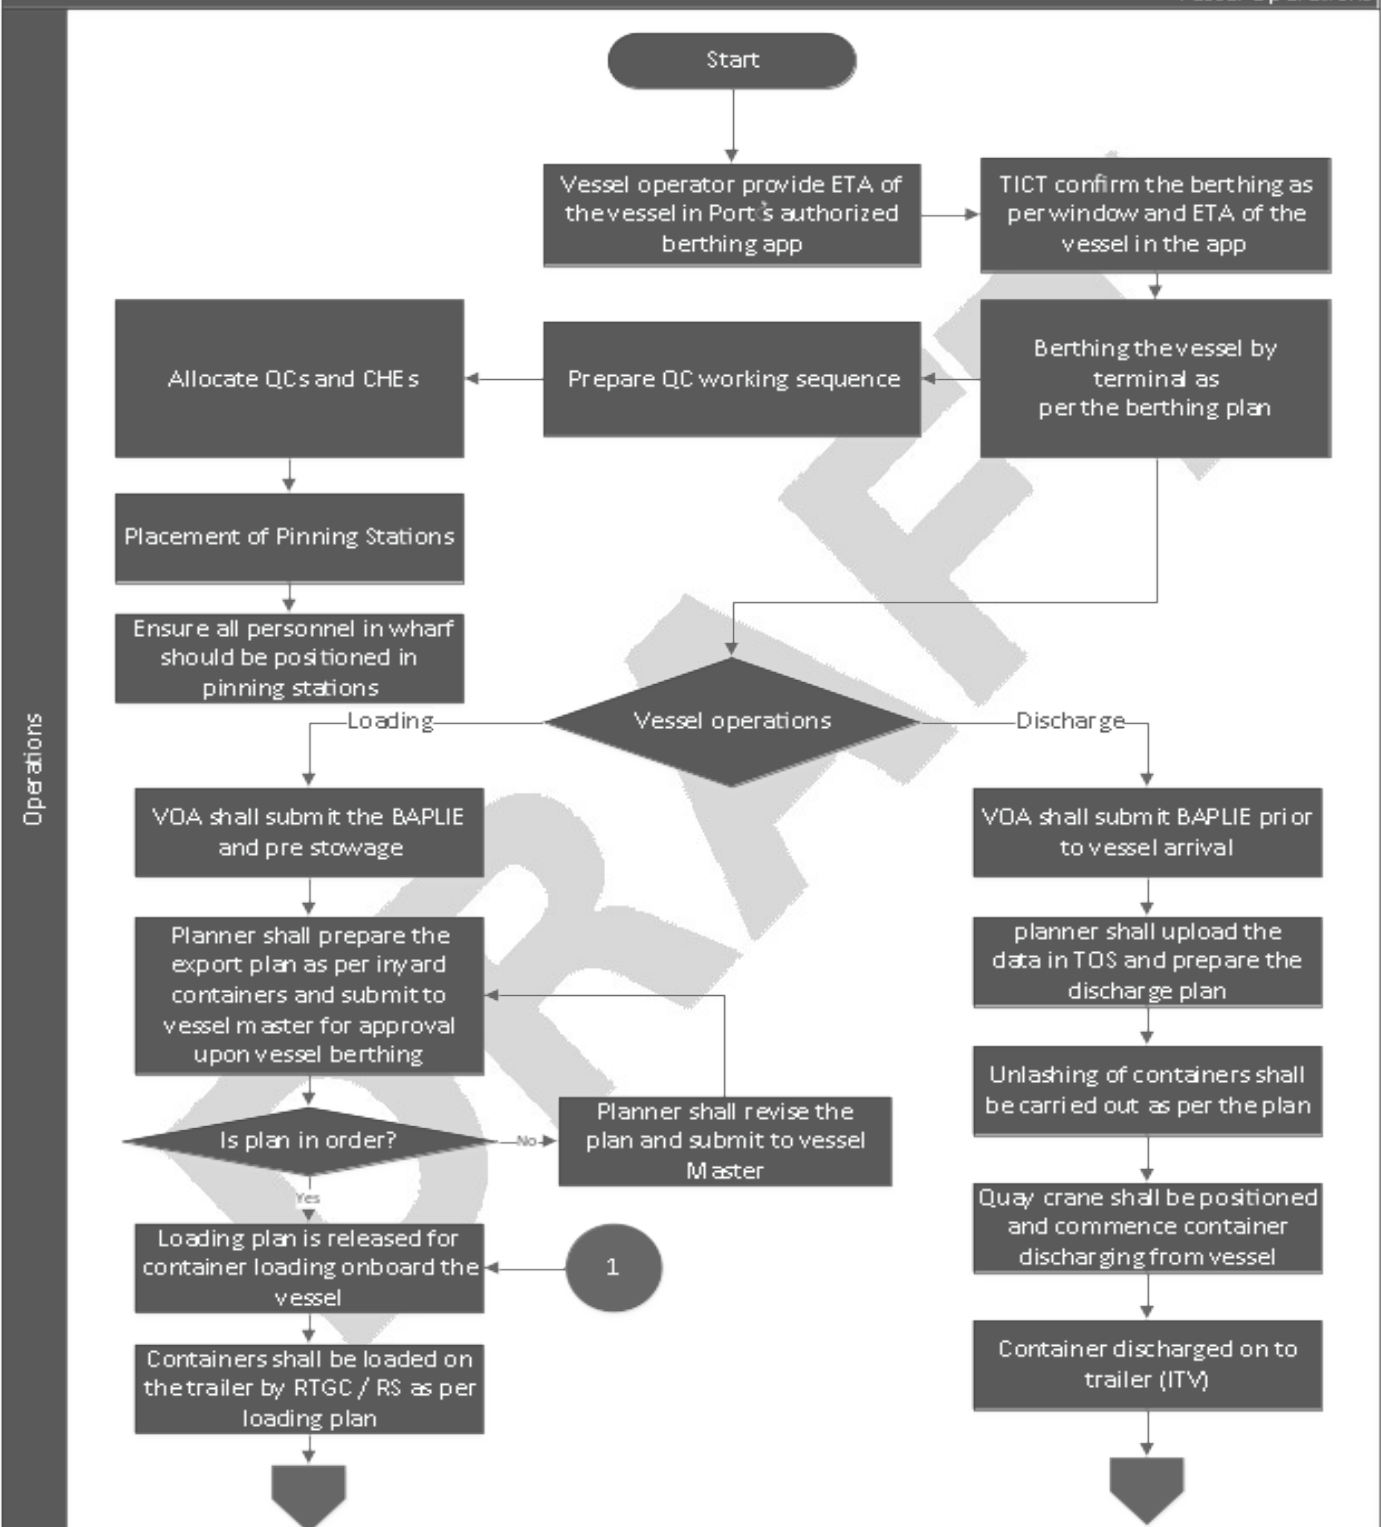 Start
Vessel operator provide ETA of
the vessel in Port's authorized
berthing app
TICT confirm the berthing as
per window and ETA of the
vessel in the app
Allocate QCs and CHEs
Prepare QC working sequence
Berthing the vessel by
terminal as
per the berthing plan
Placement of Pinning Stations
Ensure all personnel in wharf
should be positioned in
pinning stations
Operations
Loading
Vessel operations
Discharge
VOA shall submit the BAPLIE
and pre stowage
VOA shall submit BAPLIE prior
to vessel arrival
Planner shall prepare the
export plan as per inyard
containers and submit to
vessel master for approval
upon vessel berthing
planner shall upload the
data in TOS and prepare the
discharge plan
Is plan in order?
No
Planner shall revise the
plan and submit to vessel
Master
Unlashing of containers shall
be carried out as per the plan
Yes
Loading plan is released for
container loading onboard the
vessel
1
Quay crane shall be positioned
and commence container
discharging from vessel
Containers shall be loaded on
the trailer by RTGC / RS as per
loading plan
Container discharged on to
trailer (ITV)
DRAFT